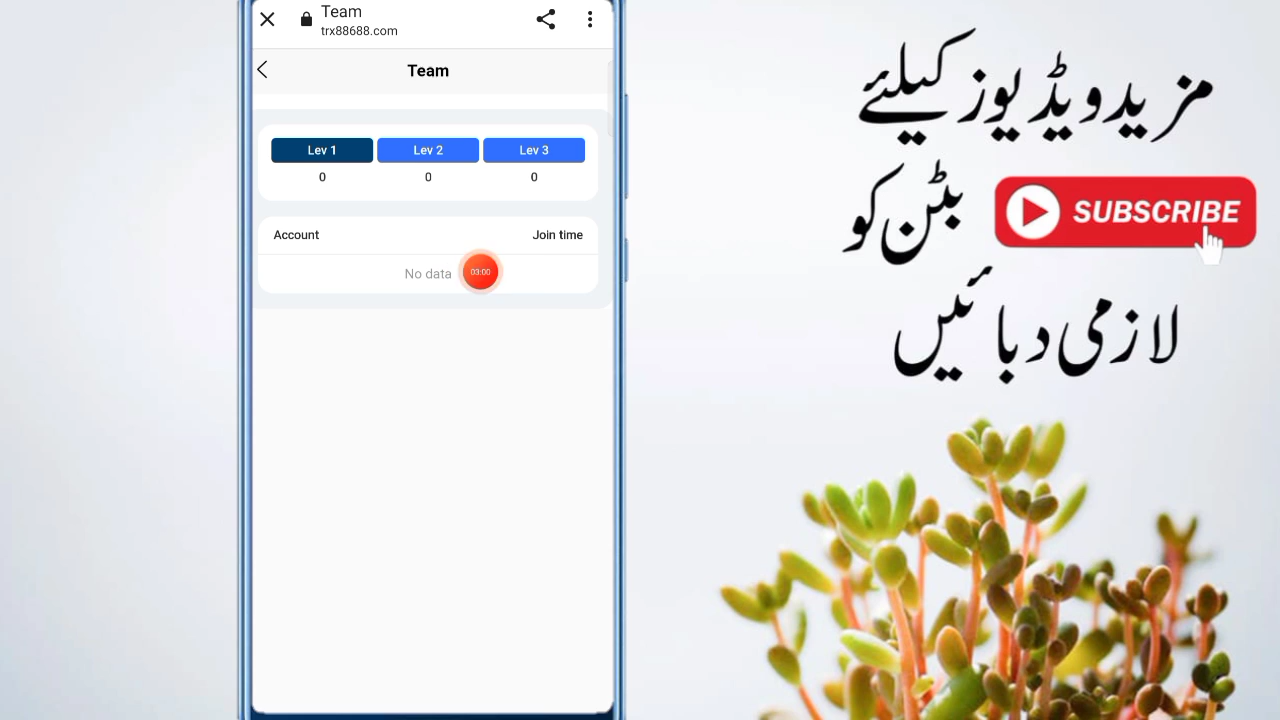 Team
trx88688.com
Team
Lev 1 Lev 2 Lev 3
0 0 0
Account Join time
No data 03:00
مزید ویڈیوز کیلئے
SUBSCRIBE بٹن کو
لازمی دبائیں